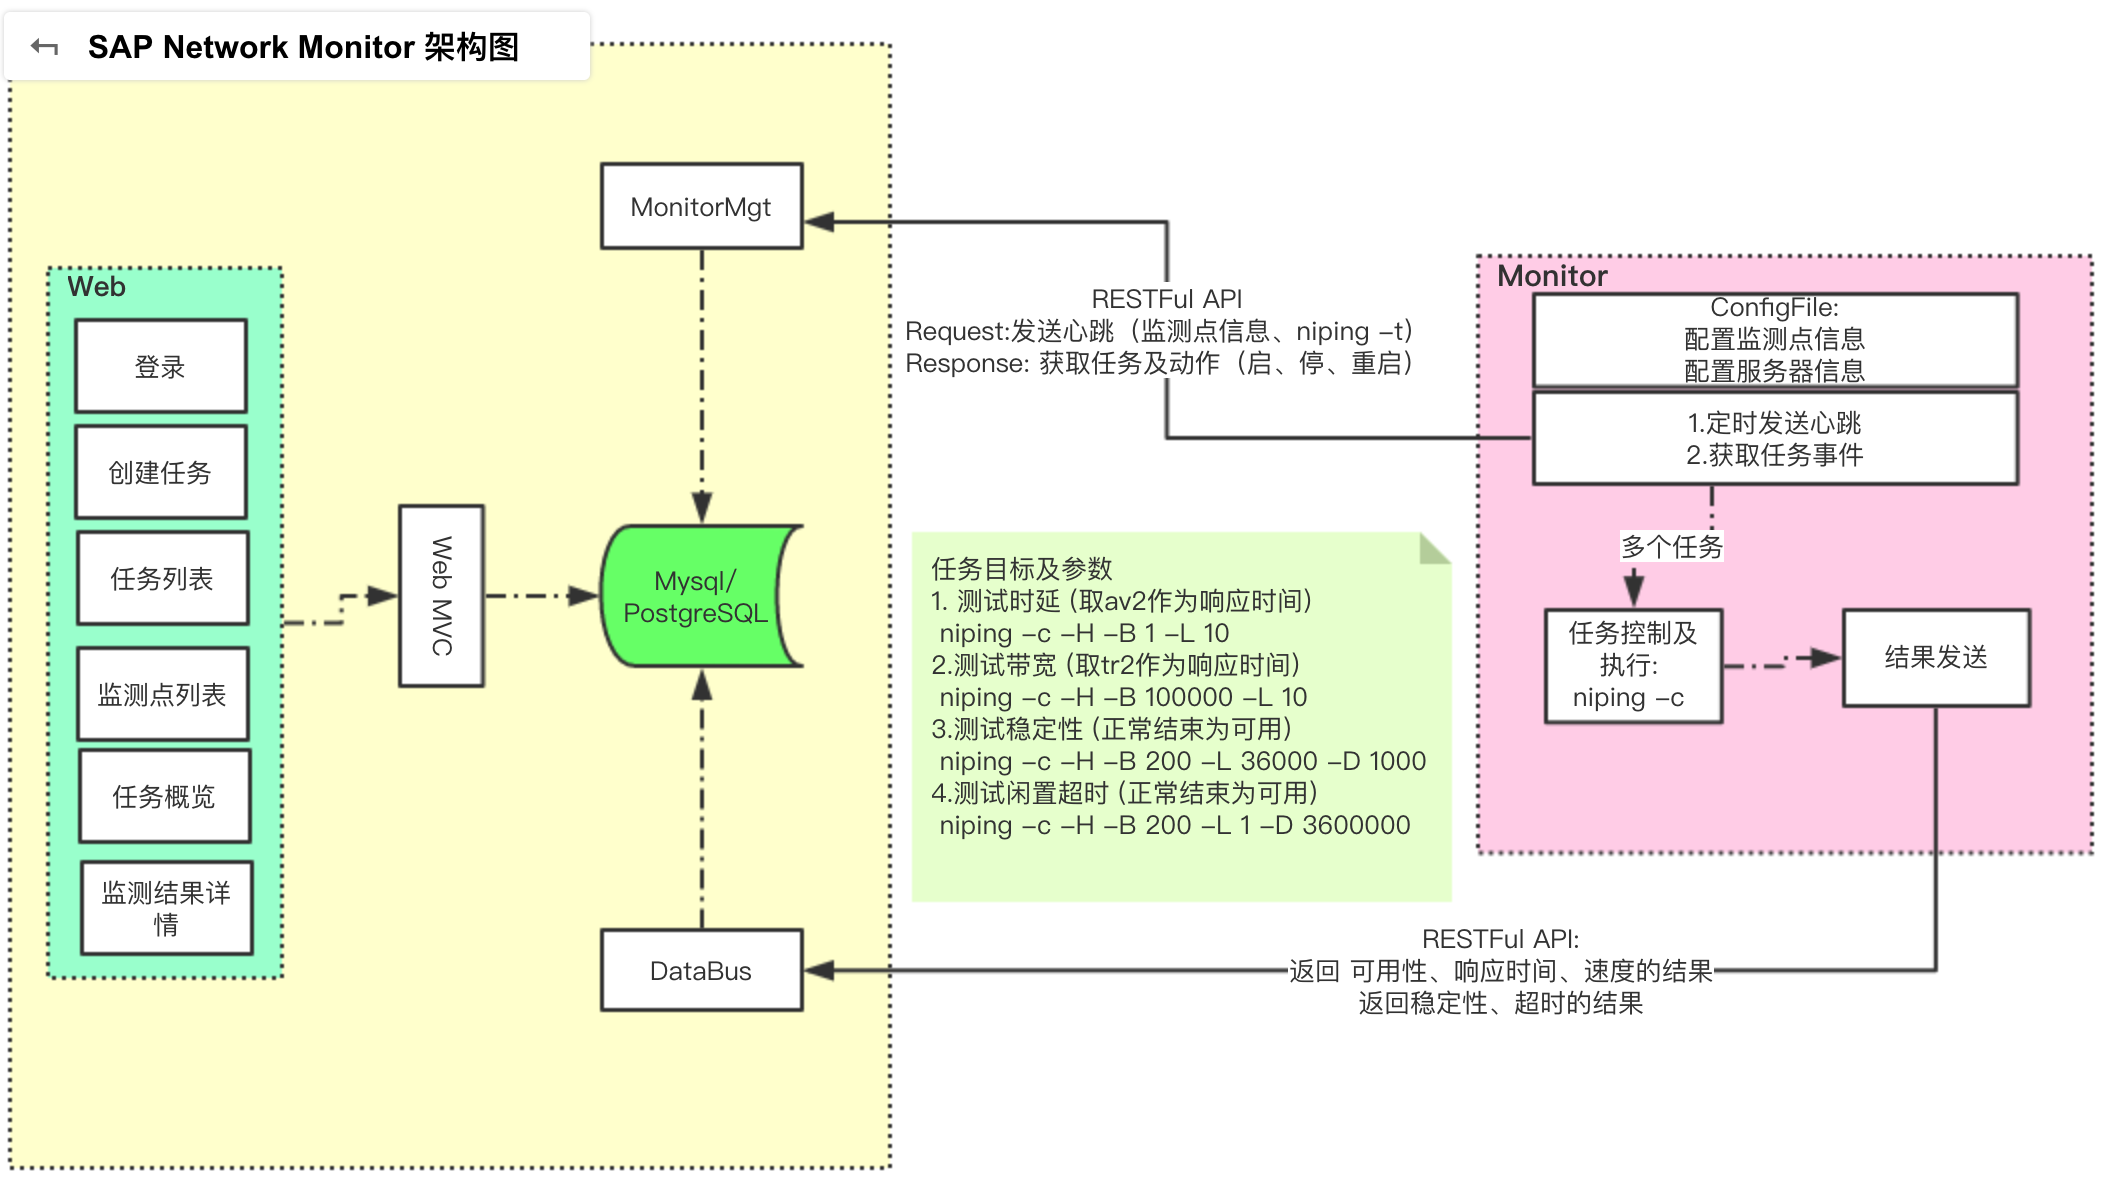 SAP Network Monitor 架构图
MonitorMgt
Web
登录
创建任务
任务列表
监测点列表
任务概览
监测结果详
情
Web MVC
Mysql/
PostgreSQL
DataBus
RESTFul API
Request:发送心跳（监测点信息、niping –t）
Response: 获取任务及动作（启、停、重启）
任务目标及参数
1. 测试时延 (取av2作为响应时间)
niping –c –H –B 1 –L 10
2.测试带宽 (取tr2作为响应时间)
niping –c –H –B 100000 –L 10
3.测试稳定性 (正常结束为可用)
niping –c –H –B 200 –L 36000 –D 1000
4.测试闲置超时 (正常结束为可用)
niping –c –H –B 200 –L 1 –D 3600000
Monitor
ConfigFile:
配置监测点信息
配置服务器信息
1.定时发送心跳
2.获取任务事件
多个任务
任务控制及
执行:
niping –c
结果发送
RESTFul API:
返回 可用性、响应时间、速度的结果
返回稳定性、超时的结果